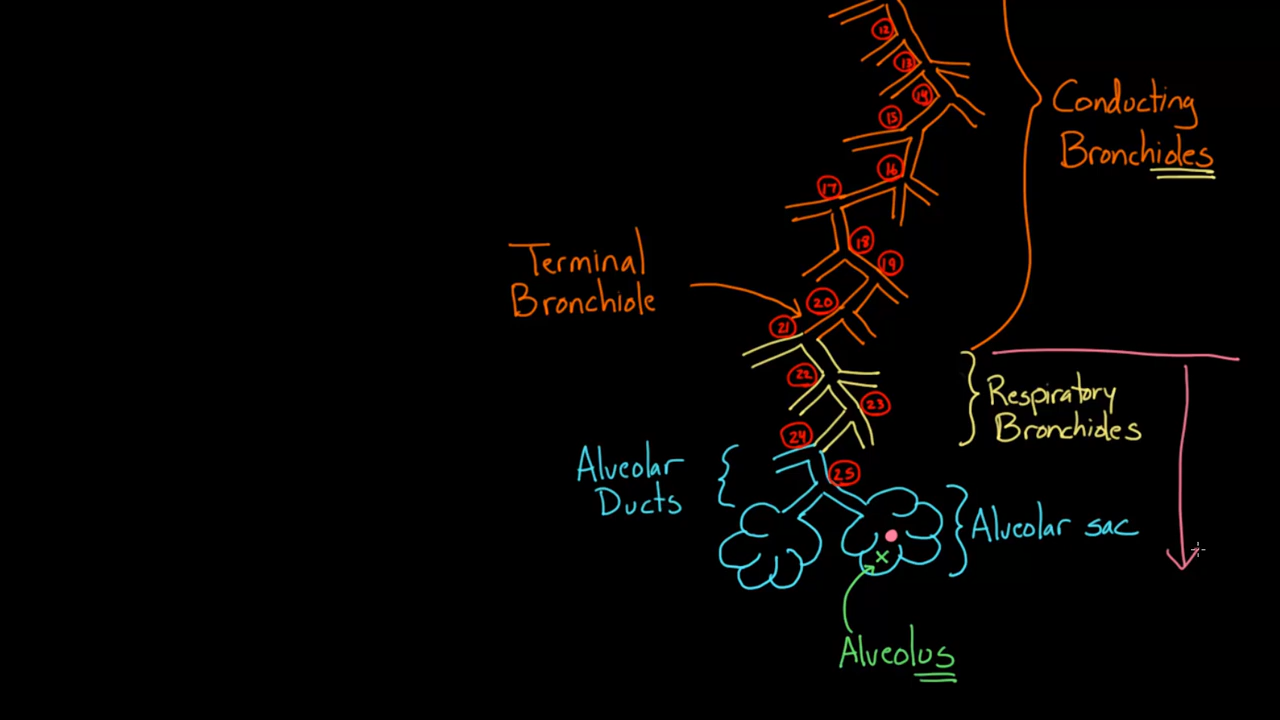 12
13
14
15
16
17
18
19
20
21
22
23
24
25
Conducting
Bronchioles
Terminal
Bronchiole
Respiratory
Bronchioles
Alveolar
Ducts
Alveolar sac
Alveolus